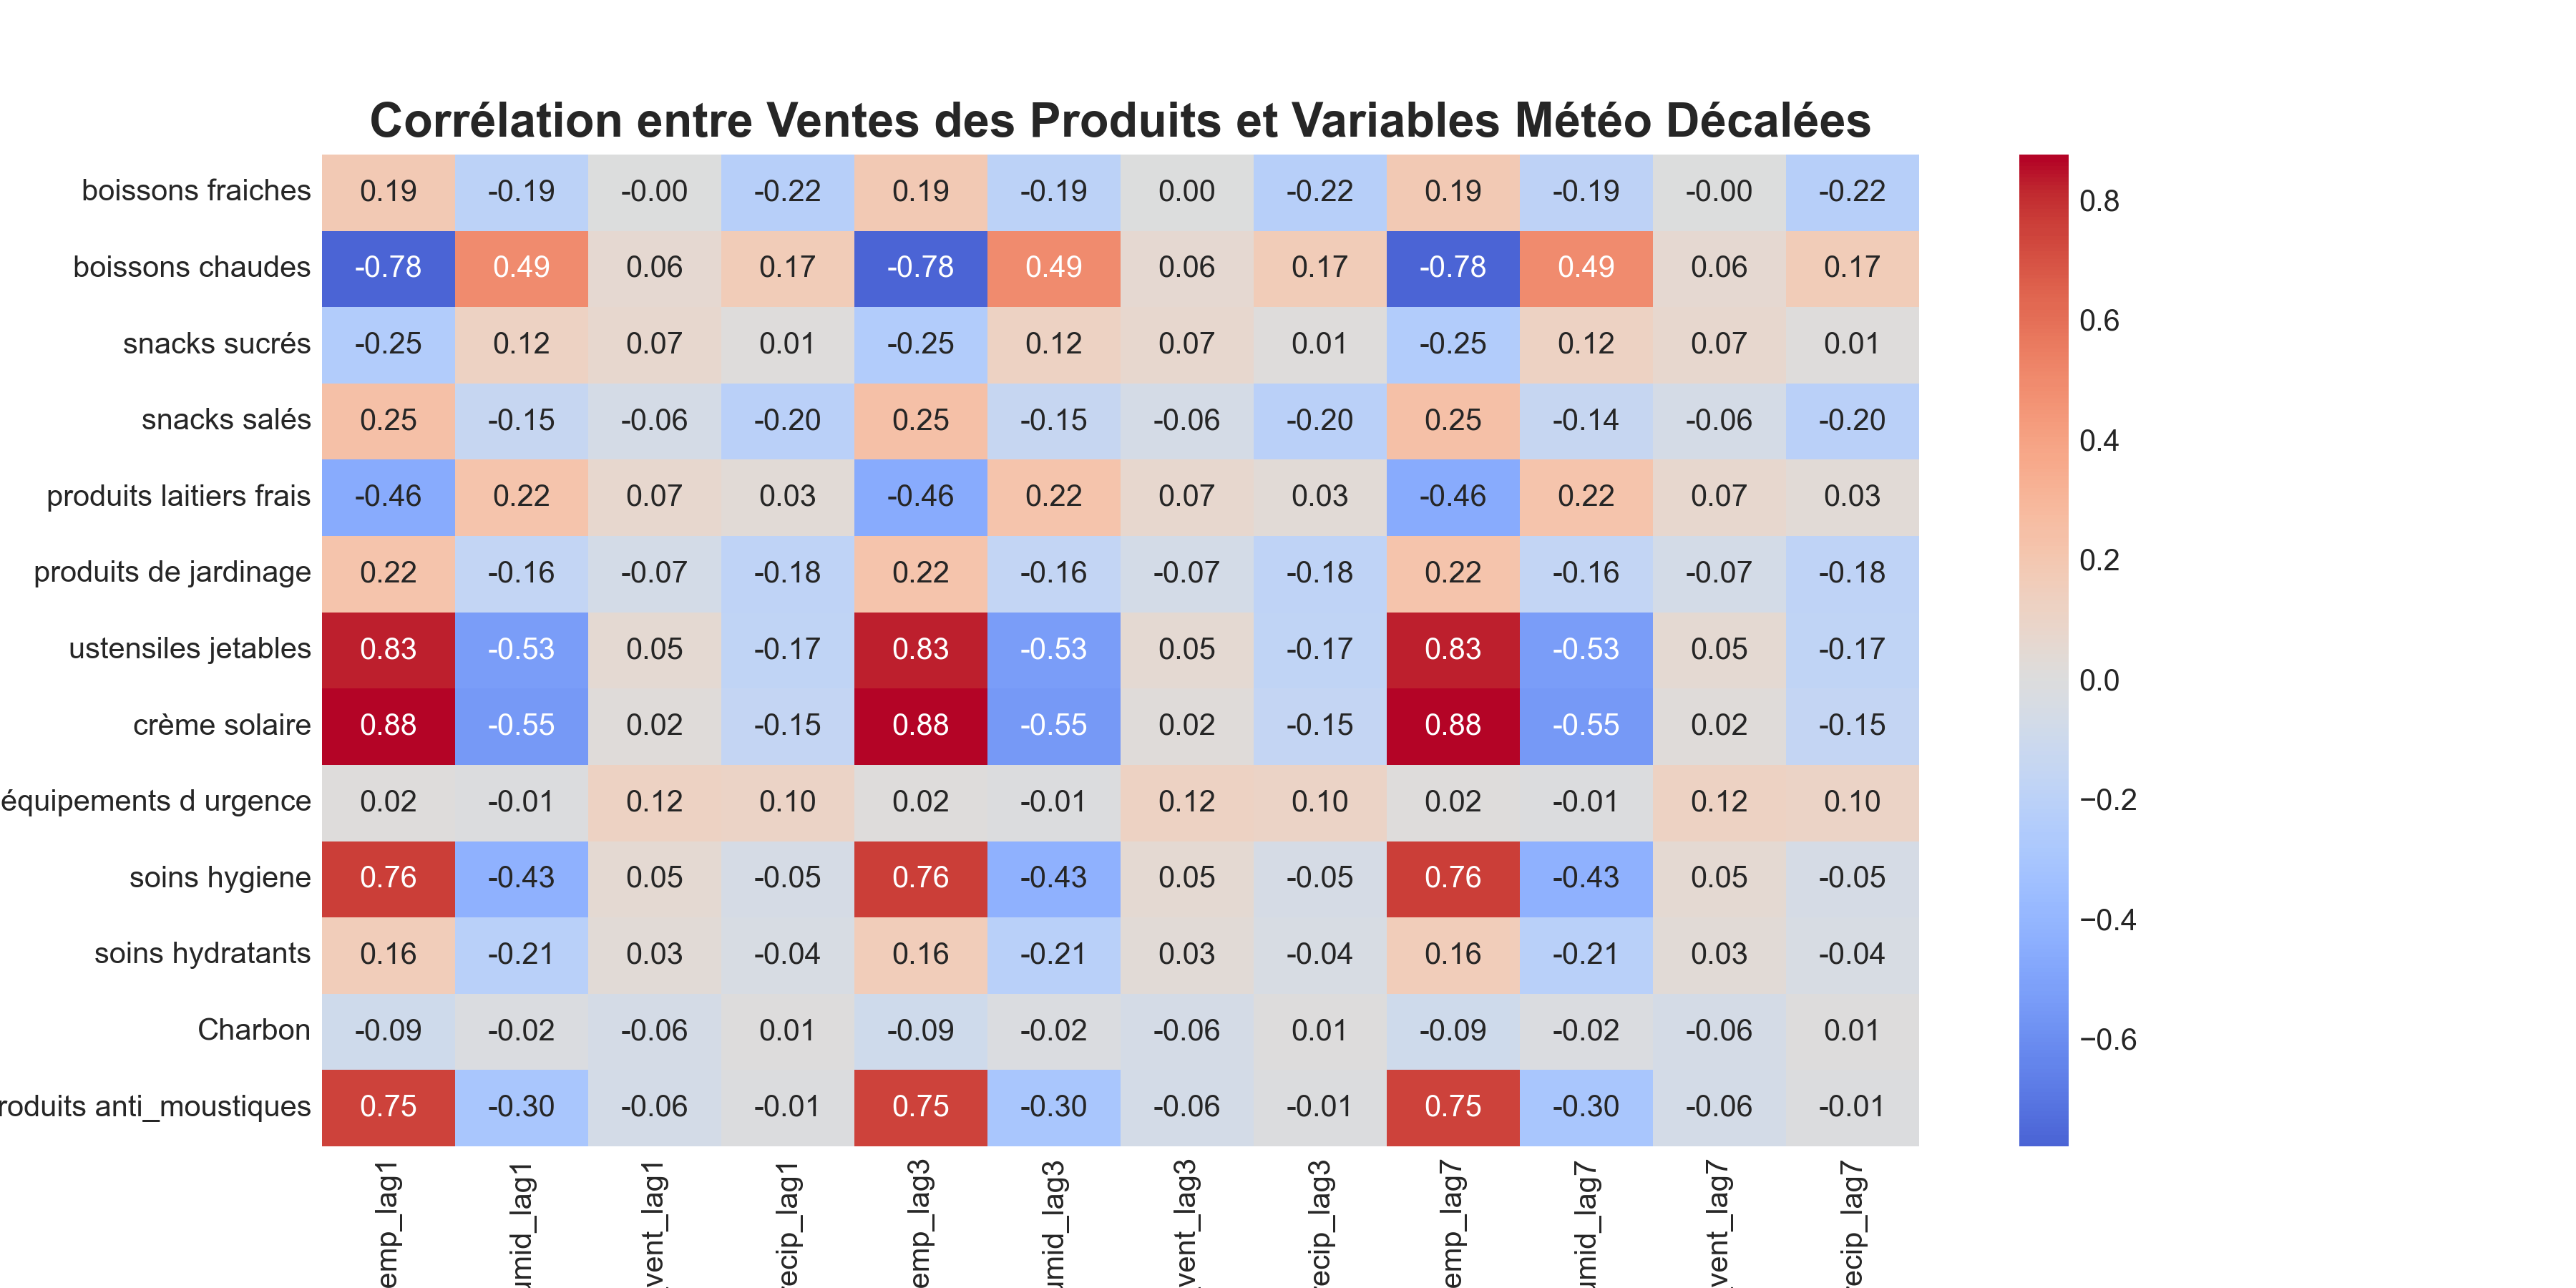 Corrélation entre Ventes des Produits et Variables Météo Décalées
boissons fraiches 0.19 -0.19 -0.00 -0.22 0.19 -0.19 0.00 -0.22 0.19 -0.19 -0.00 -0.22
boissons chaudes -0.78 0.49 0.06 0.17 -0.78 0.49 0.06 0.17 -0.78 0.49 0.06 0.17
snacks sucrés -0.25 0.12 0.07 0.01 -0.25 0.12 0.07 0.01 -0.25 0.12 0.07 0.01
snacks salés 0.25 -0.15 -0.06 -0.20 0.25 -0.15 -0.06 -0.20 0.25 -0.14 -0.06 -0.20
produits laitiers frais -0.46 0.22 0.07 0.03 -0.46 0.22 0.07 0.03 -0.46 0.22 0.07 0.03
produits de jardinage 0.22 -0.16 -0.07 -0.18 0.22 -0.16 -0.07 -0.18 0.22 -0.16 -0.07 -0.18
ustensiles jetables 0.83 -0.53 0.05 -0.17 0.83 -0.53 0.05 -0.17 0.83 -0.53 0.05 -0.17
crème solaire 0.88 -0.55 0.02 -0.15 0.88 -0.55 0.02 -0.15 0.88 -0.55 0.02 -0.15
équipements d urgence 0.02 -0.01 0.12 0.10 0.02 -0.01 0.12 0.10 0.02 -0.01 0.12 0.10
soins hygiene 0.76 -0.43 0.05 -0.05 0.76 -0.43 0.05 -0.05 0.76 -0.43 0.05 -0.05
soins hydratants 0.16 -0.21 0.03 -0.04 0.16 -0.21 0.03 -0.04 0.16 -0.21 0.03 -0.04
Charbon -0.09 -0.02 -0.06 0.01 -0.09 -0.02 -0.06 0.01 -0.09 -0.02 -0.06 0.01
roduits anti_moustiques 0.75 -0.30 -0.06 -0.01 0.75 -0.30 -0.06 -0.01 0.75 -0.30 -0.06 -0.01
emp_lag1
umid_lag1
vent_lag1
ecip_lag1
emp_lag3
umid_lag3
vent_lag3
ecip_lag3
emp_lag7
umid_lag7
vent_lag7
ecip_lag7
0.8
0.6
0.4
0.2
0.0
−0.2
−0.4
−0.6